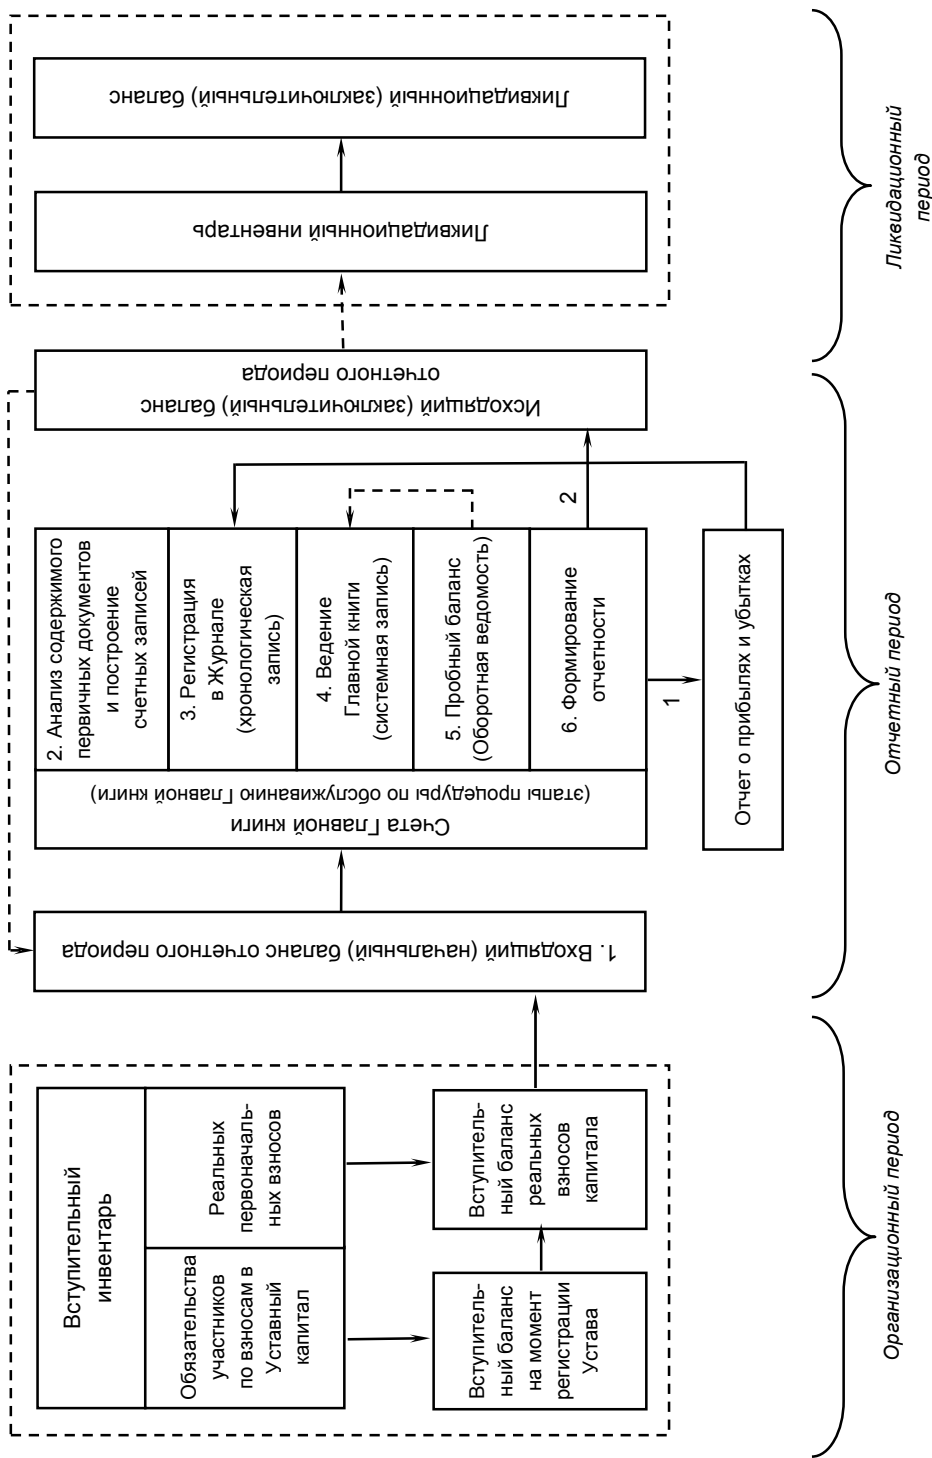 Вступительный
инвентарь
Обязательства
участников
по взносам в
Уставный
капитал
Реальных
первоначаль-
ных взносов
Вступитель-
ный баланс
на момент
регистрации
Устава
Вступитель-
ный баланс
реальных
взносов
капитала
Организационный период
1. Входящий (начальный) баланс отчетного периода
Счета Главной книги
(этапы процедуры по обслуживанию Главной книги)
2. Анализ содержимого
первичных документов
и построение
счетных записей
3. Регистрация
в Журнале
(хронологическая
запись)
4. Ведение
Главной книги
(системная запись)
5. Пробный баланс
(Оборотная ведомость)
6. Формирование
отчетности
1
2
Отчет о прибылях и убытках
Исходящий (заключительный) баланс
отчетного периода
Отчетный период
Ликвидационный инвентарь
Ликвидационный (заключительный) баланс
Ликвидационный
период